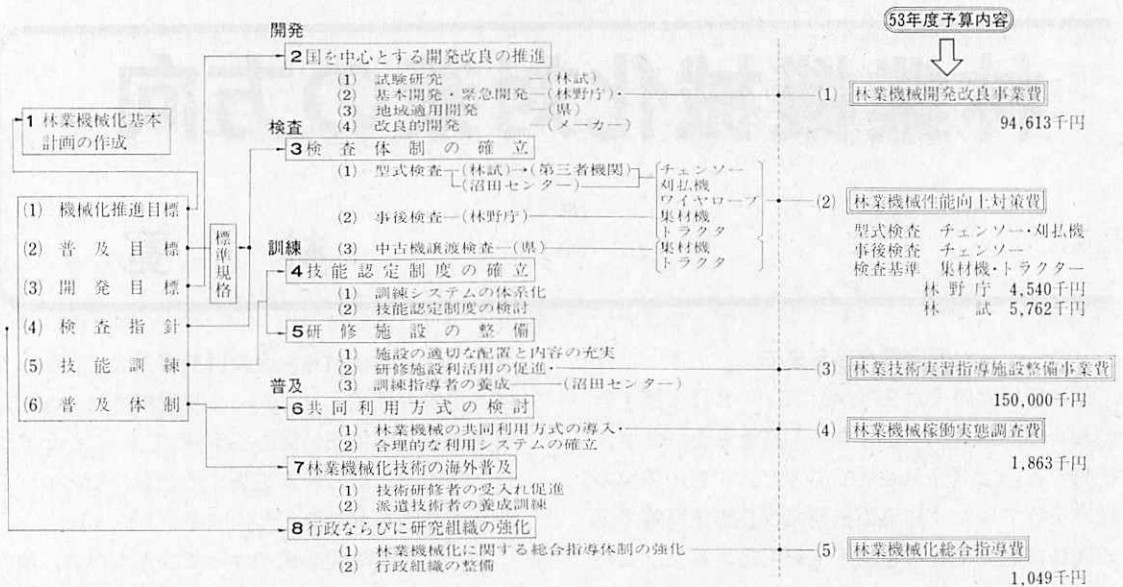 53年度予算内容
開発
2国を中心とする開発改良の推進
(1) 試験研究 ―(林試)
(2) 基本開発・緊急開発―(林野庁)
(3) 地域適用開発 (県)
(4) 改良的開発 ―(メーカー)
(1) 林業機械開発改良事業費
94,613千円
1 林業機械化基本
計画の作成
(1) 機械化推進目標
(2) 普及目標
(3) 開発目標
(4) 検査指針
(5) 技能訓練
(6) 普及体制
標準規格
検査
3検査体制の確立
(1) 型式検査―(林試)→(第三者機関)
(沼田センター)
チェンソー
刈払機
ワイヤロープ
集材機
トラクタ
(2) 事後検査―(林野庁)
(3) 中古機譲渡検査―(県)
集材機
トラクタ
(2) 林業機械性能向上対策費
型式検査 チェンソー・刈払機
事後検査 チェンソー
検査基準 集材機・トラクター
林野庁 4,540千円
林試 5,762千円
訓練
4技能認定制度の確立
(1) 訓練システムの体系化
(2) 技能認定制度の検討
5研修施設の整備
(1) 施設の適切な配置と内容の充実
(2) 研修施設利活用の促進
(3) 訓練指導者の養成――(沼田センター)
(3) 林業技術実習指導施設整備事業費
150,000千円
普及
6共同利用方式の検討
(1) 林業機械の共同利用方式の導入
(2) 合理的な利用システムの確立
(4) 林業機械稼働実態調査費
1,863千円
7林業機械化技術の海外普及
(1) 技術研修者の受入れ促進
(2) 派遣技術者の養成訓練
8行政ならびに研究組織の強化
(1) 林業機械化に関する総合指導体制の強化
(2) 行政組織の整備
(5) 林業機械化総合指導費
1,049千円